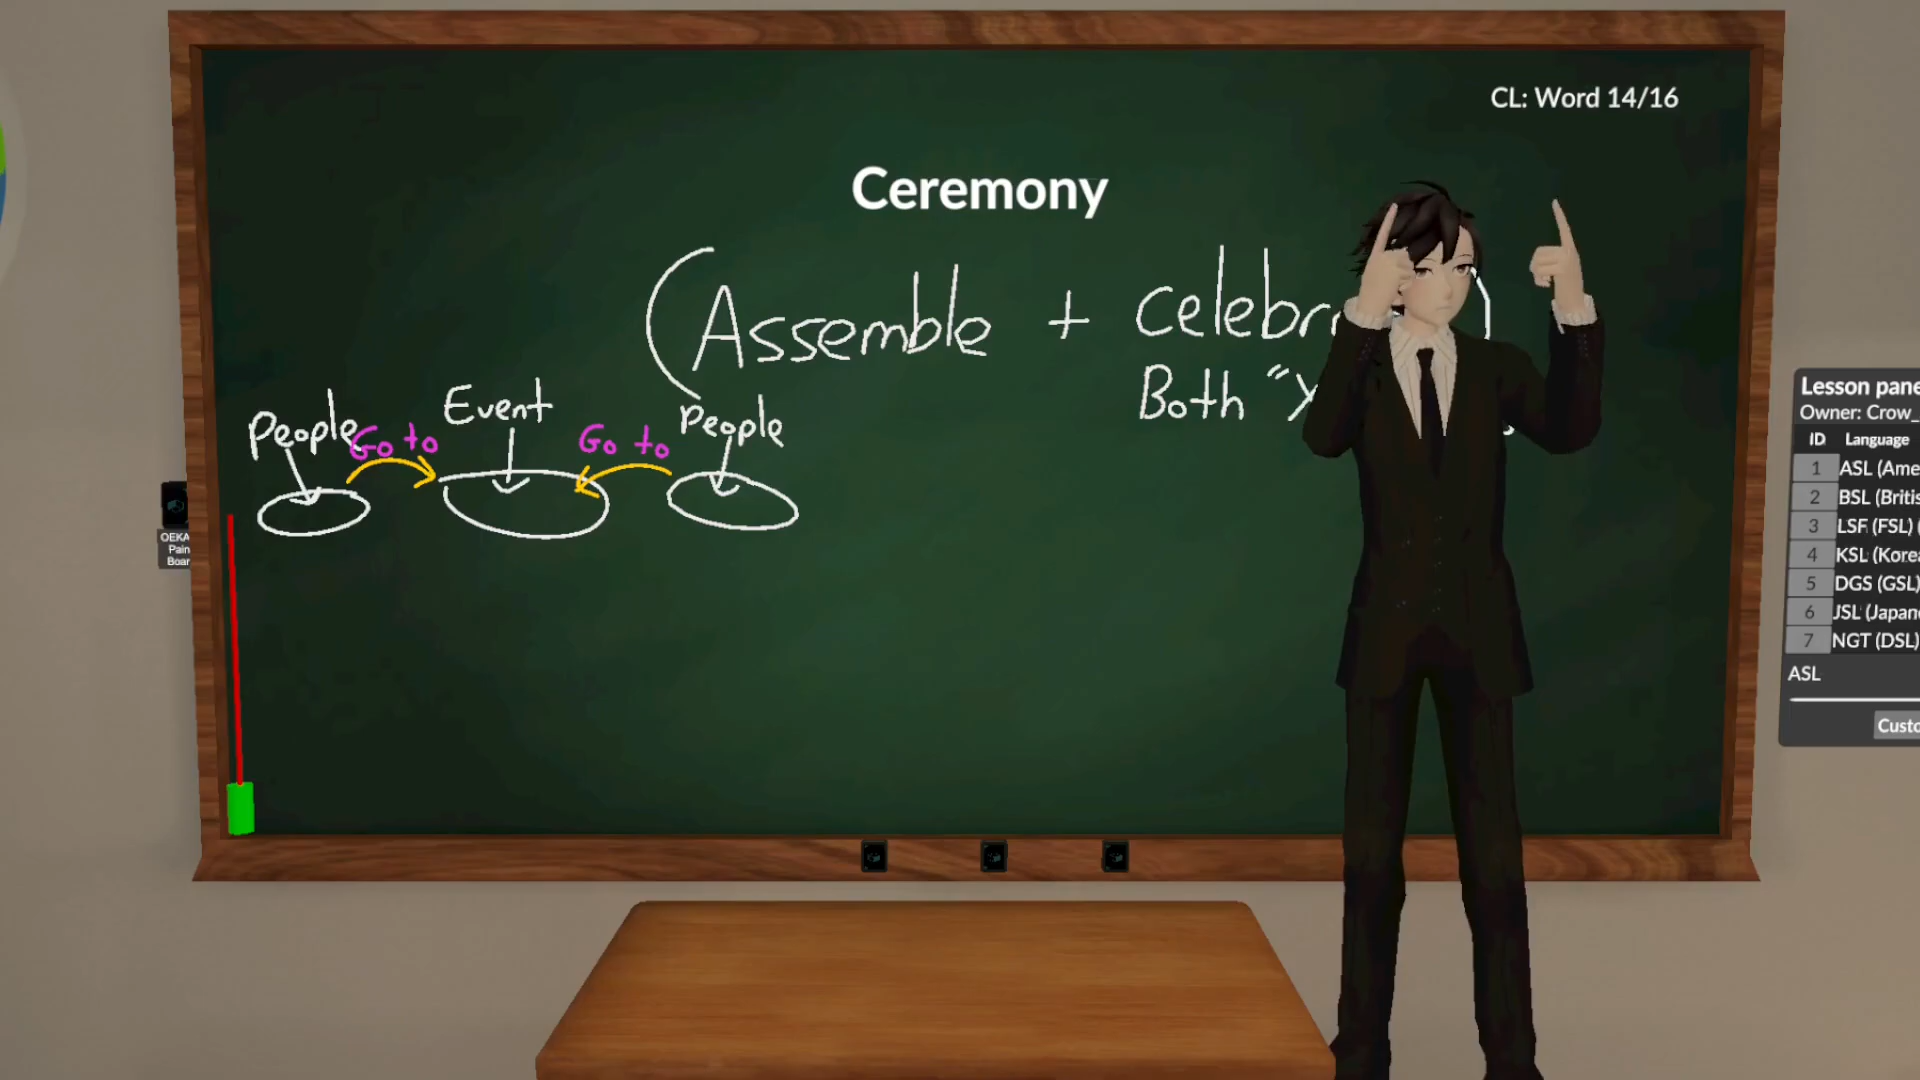 CL: Word 14/16
Ceremony
(Assemble + celebr
Both "
People Go to Event Go to People
Lesson pane
Owner: Crow_
ID Language
1 ASL (Ame
2 BSL (Britis
3 LSF (FSL) (
4 KSL (Korea
5 DGS (GSL)
6 JSL (Japan
7 NGT (DSL)
ASL
Custo
OEKA
Pain
Boar